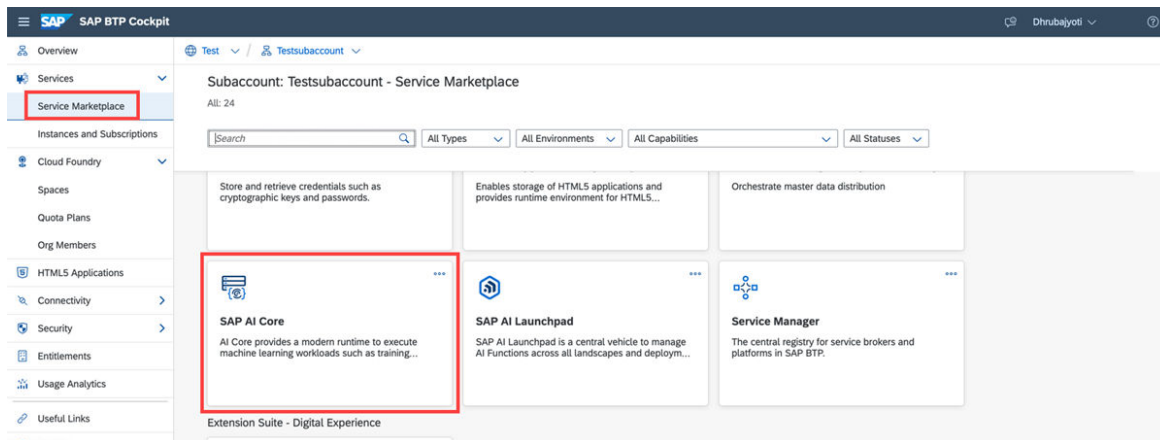 SAP SAP BTP Cockpit
Dhrubajyoti
Overview
Test / Testsubaccount
Services
Service Marketplace
Instances and Subscriptions
Cloud Foundry
Spaces
Quota Plans
Org Members
HTML5 Applications
Connectivity
Security
Entitlements
Usage Analytics
Useful Links
Subaccount: Testsubaccount - Service Marketplace
All: 24
Search
All Types
All Environments
All Capabilities
All Statuses
Store and retrieve credentials such as
cryptographic keys and passwords.
Enables storage of HTML5 applications and
provides runtime environment for HTML5...
Orchestrate master data distribution
SAP AI Core
AI Core provides a modern runtime to execute
machine learning workloads such as training...
SAP AI Launchpad
SAP AI Launchpad is a central vehicle to manage
AI Functions across all landscapes and deploym...
Service Manager
The central registry for service brokers and
platforms in SAP BTP.
Extension Suite - Digital Experience